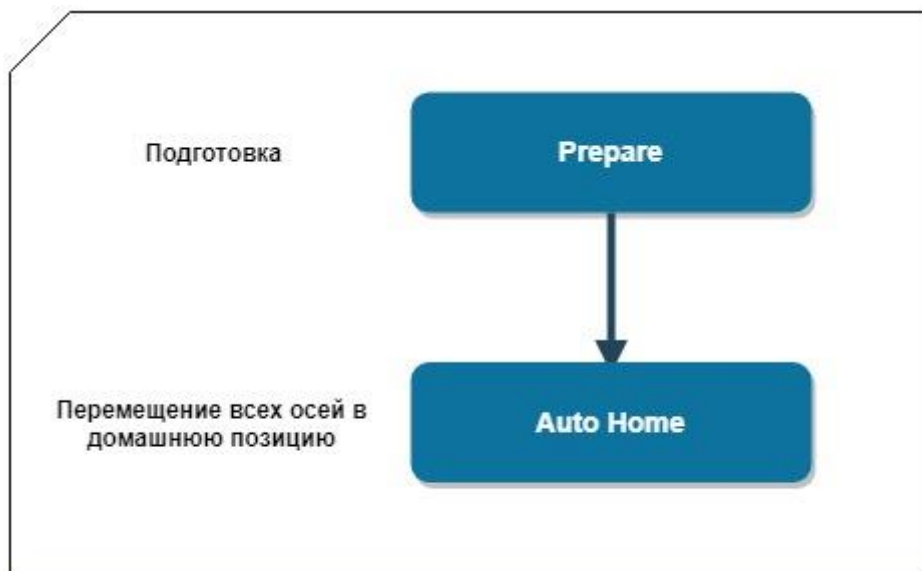 Подготовка
Prepare
Перемещение всех осей в
домашнюю позицию
Auto Home